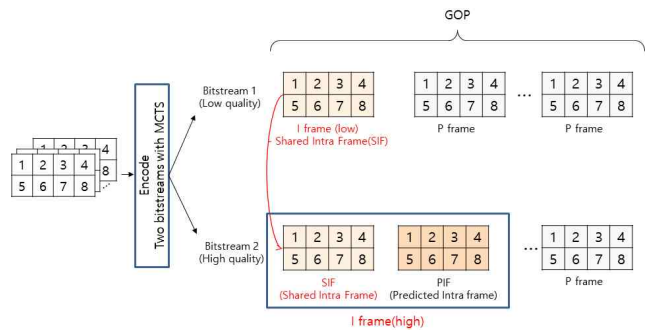 GOP
Bitstream 1
(Low quality)
1 2 3 4
5 6 7 8
I frame (low)
Shared Intra Frame(SIF)
1 2 3 4
5 6 7 8
P frame
...
1 2 3 4
5 6 7 8
P frame
1 2 3 4
8
1 2 3 4
5 6 7 8
...
Encode
Two bitstreams with MCTS
Bitstream 2
(High quality)
1 2 3 4
5 6 7 8
SIF
(Shared Intra Frame)
1 2 3 4
5 6 7 8
PIF
(Predicted Intra frame)
...
1 2 3 4
5 6 7 8
P frame
I frame(high)